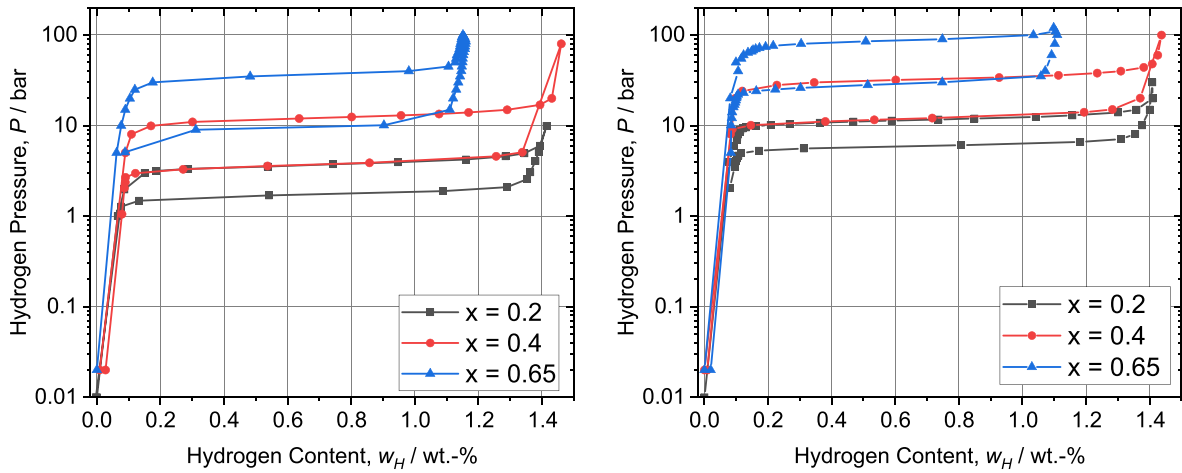 100
10
1
0.1
0.01
0.0 0.2 0.4 0.6 0.8 1.0 1.2 1.4
Hydrogen Pressure, P / bar
Hydrogen Content, w_H / wt.-%
x = 0.2
x = 0.4
x = 0.65
100
10
1
0.1
0.01
0.0 0.2 0.4 0.6 0.8 1.0 1.2 1.4
Hydrogen Pressure, P / bar
Hydrogen Content, w_H / wt.-%
x = 0.2
x = 0.4
x = 0.65